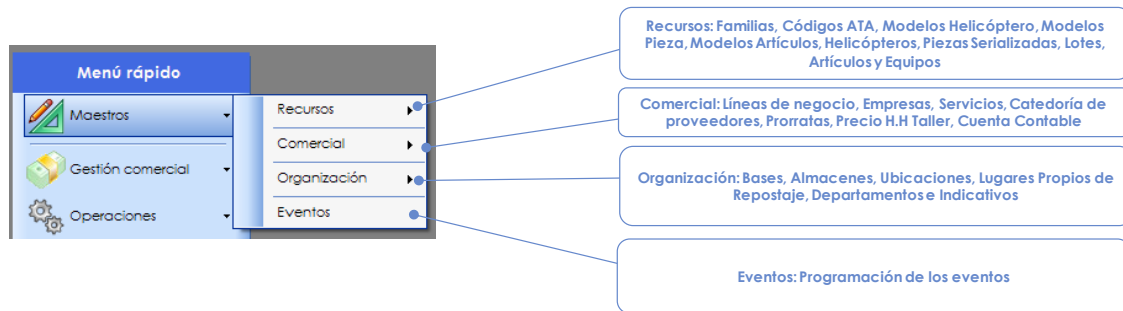 Menú rápido
Maestros
Gestión comercial
Operaciones
Recursos
Comercial
Organización
Eventos
Recursos: Familias, Códigos ATA, Modelos Helicóptero, Modelos
Pieza, Modelos Artículos, Helicópteros, Piezas Serializadas, Lotes,
Artículos y Equipos
Comercial: Líneas de negocio, Empresas, Servicios, Catedoría de
proveedores, Prorratas, Precio H.H Taller, Cuenta Contable
Organización: Bases, Almacenes, Ubicaciones, Lugares Propios de
Repostaje, Departamentos e Indicativos
Eventos: Programación de los eventos